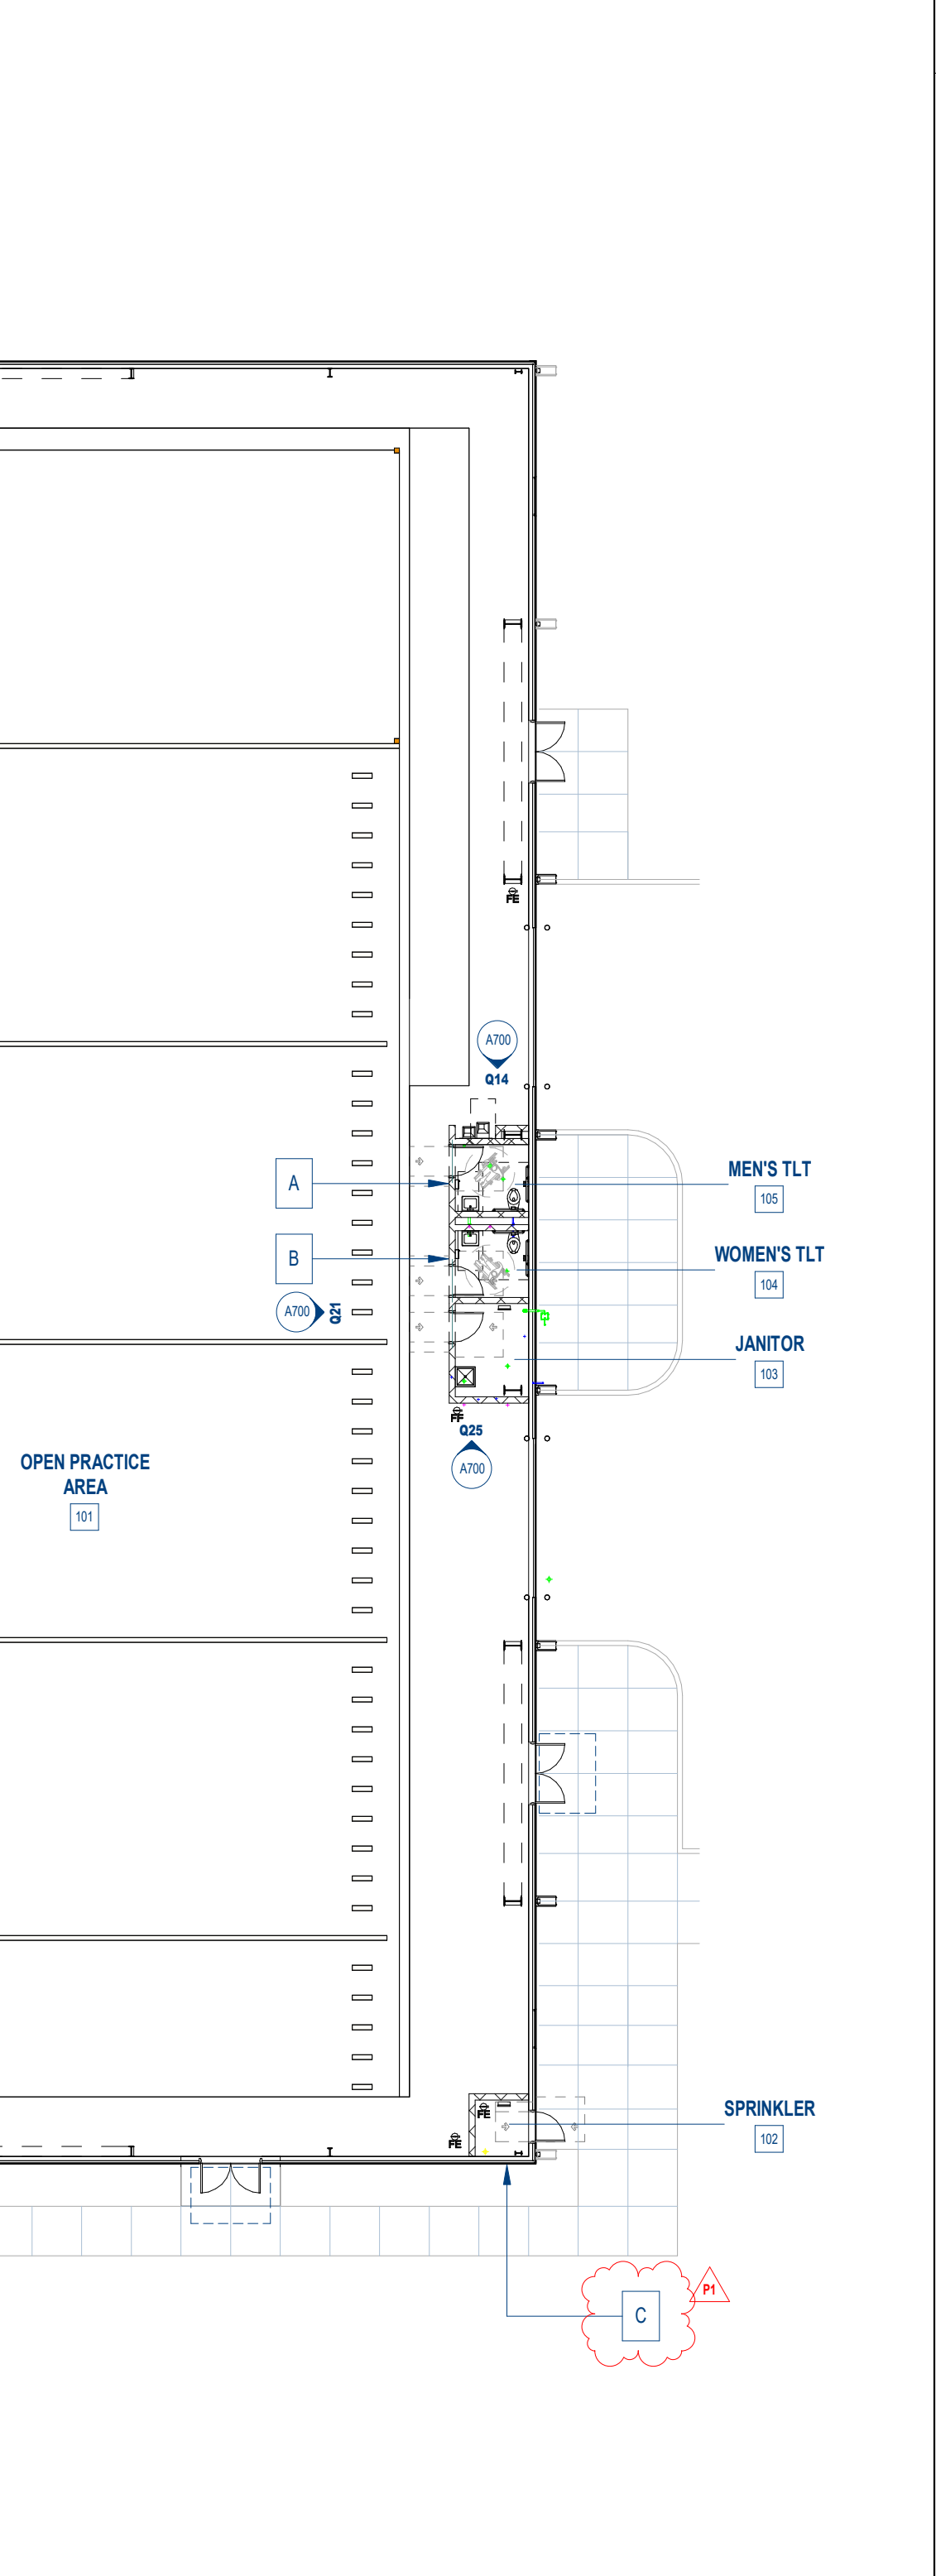 FE
A700
Q14
MEN'S TLT
105
A
WOMEN'S TLT
104
B
A700
Q21
JANITOR
103
FF
Q25
A700
OPEN PRACTICE
AREA
101
SPRINKLER
102
FE
FE
P1
C